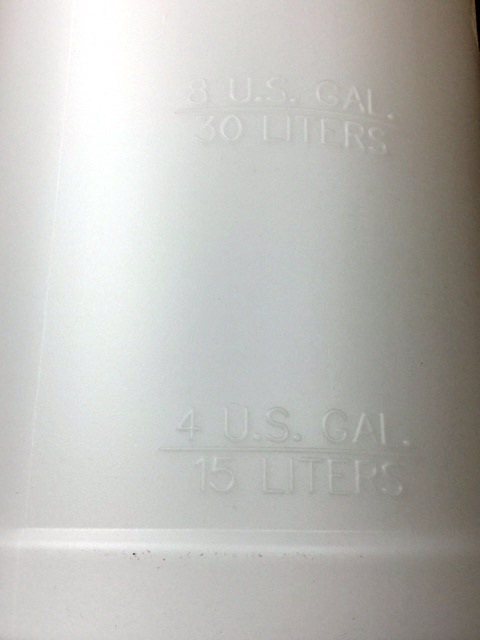 8 U.S. GAL.
30 LITERS
4 U.S. GAL.
15 LITERS